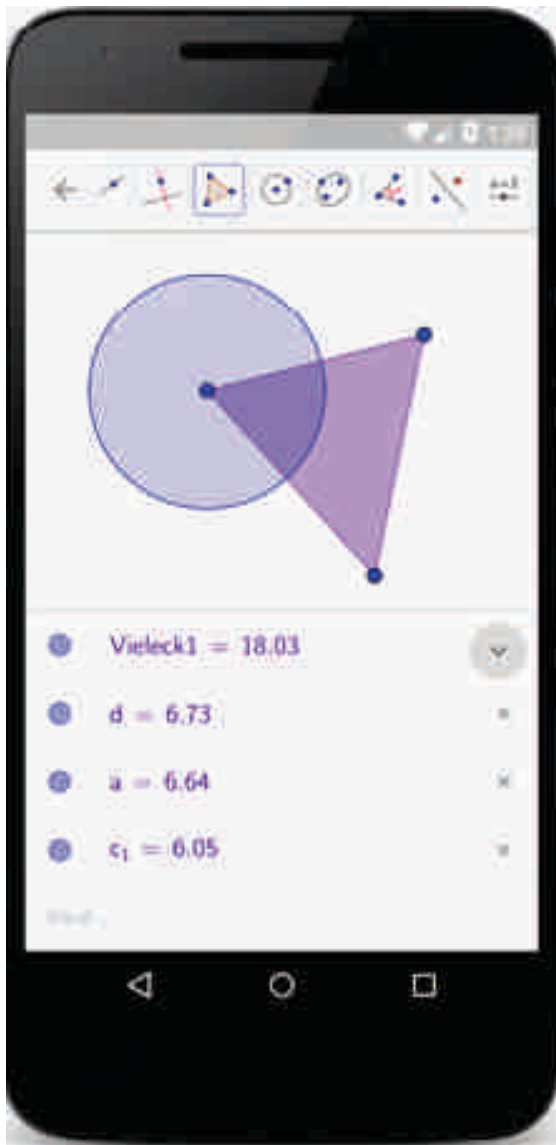 Vieleck1 = 18.03
d = 6.73
a = 6.64
c₁ = 6.05